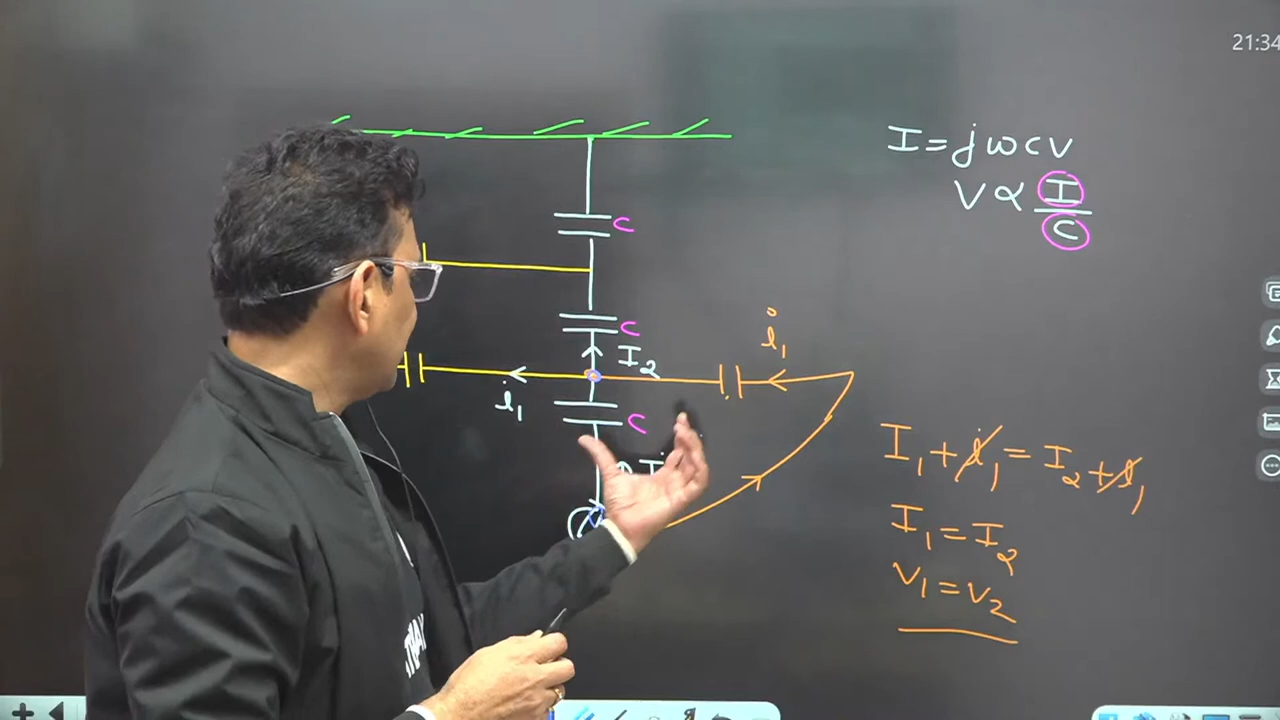 21:34
I = jωCV
V ∝ I/C
C
C
I₂
i₁
i₁
C
I
I₁ + i₁ = I₂ + i₁
I₁ = I₂
V₁ = V₂